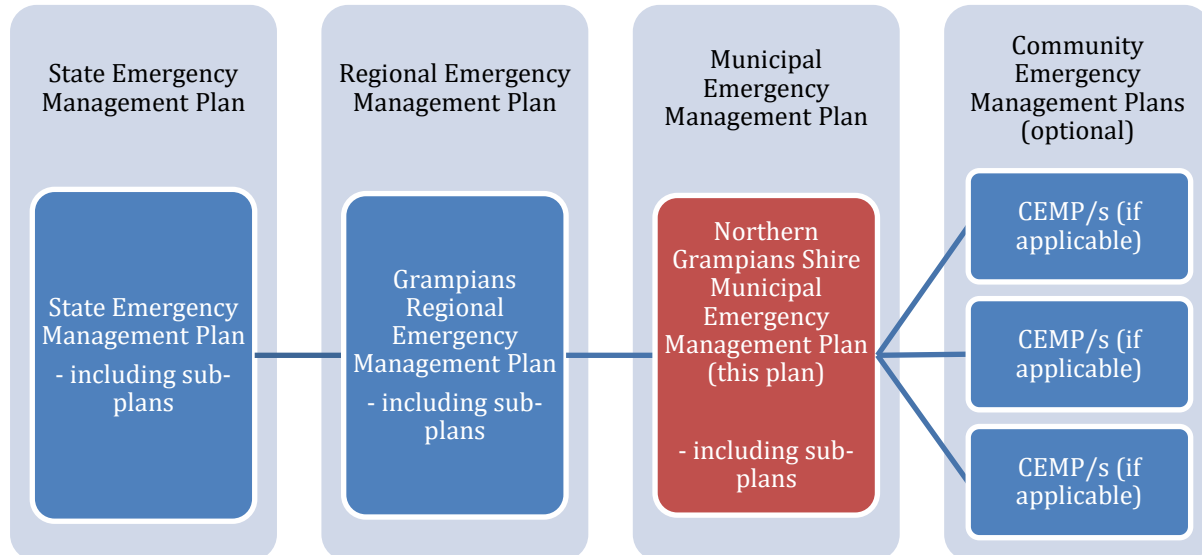 State Emergency
Management Plan
Regional Emergency
Management Plan
Municipal
Emergency
Management Plan
Community
Emergency
Management Plans
(optional)
State Emergency
Management Plan
- including sub-
plans
Grampians
Regional
Emergency
Management Plan
- including sub-
plans
Northern
Grampians Shire
Municipal
Emergency
Management Plan
(this plan)
- including sub-
plans
CEMP/s (if
applicable)
CEMP/s (if
applicable)
CEMP/s (if
applicable)